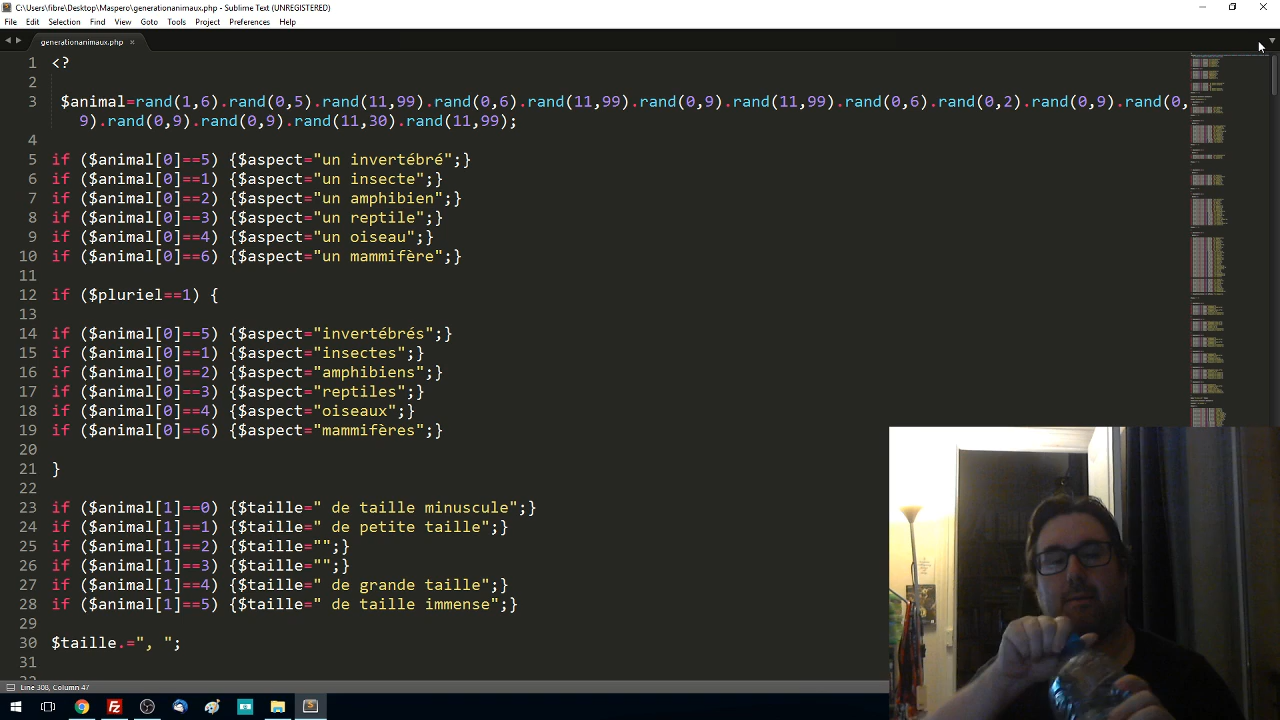 C:\Users\fibre\Desktop\Maspero\generationanimaux.php - Sublime Text (UNREGISTERED)
File Edit Selection Find View Goto Tools Project Preferences Help
generationanimaux.php
1 <?
2
3 $animal=rand(1,6).rand(0,5).rand(11,99).rand(0,9).rand(11,99).rand(0,9).rand(11,99).rand(0,6).rand(0,2).rand(0,9).rand(0,
9).rand(0,9).rand(0,9).rand(11,30).rand(11,99);
4
5 if ($animal[0]==5) {$aspect="un invertébré";}
6 if ($animal[0]==1) {$aspect="un insecte";}
7 if ($animal[0]==2) {$aspect="un amphibien";}
8 if ($animal[0]==3) {$aspect="un reptile";}
9 if ($animal[0]==4) {$aspect="un oiseau";}
10 if ($animal[0]==6) {$aspect="un mammifère";}
11
12 if ($pluriel==1) {
13
14 if ($animal[0]==5) {$aspect="invertébrés";}
15 if ($animal[0]==1) {$aspect="insectes";}
16 if ($animal[0]==2) {$aspect="amphibiens";}
17 if ($animal[0]==3) {$aspect="reptiles";}
18 if ($animal[0]==4) {$aspect="oiseaux";}
19 if ($animal[0]==6) {$aspect="mammifères";}
20
21 }
22
23 if ($animal[1]==0) {$taille=" de taille minuscule";}
24 if ($animal[1]==1) {$taille=" de petite taille";}
25 if ($animal[1]==2) {$taille="";}
26 if ($animal[1]==3) {$taille="";}
27 if ($animal[1]==4) {$taille=" de grande taille";}
28 if ($animal[1]==5) {$taille=" de taille immense";}
29
30 $taille.=", ";
31
Line 308, Column 47